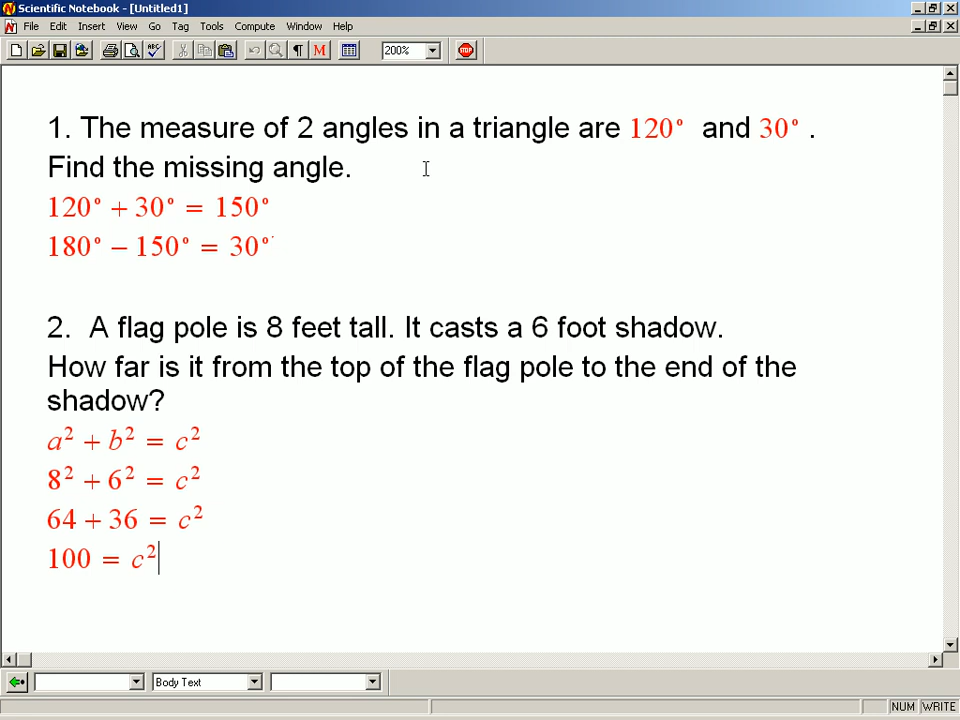 Scientific Notebook - [Untitled1]
File Edit Insert View Go Tag Tools Compute Window Help
200%
1. The measure of 2 angles in a triangle are 120° and 30° .
Find the missing angle.
120° + 30° = 150°
180° − 150° = 30°
2. A flag pole is 8 feet tall. It casts a 6 foot shadow.
How far is it from the top of the flag pole to the end of the
shadow?
a² + b² = c²
8² + 6² = c²
64 + 36 = c²
100 = c²
Body Text
NUM WRITE